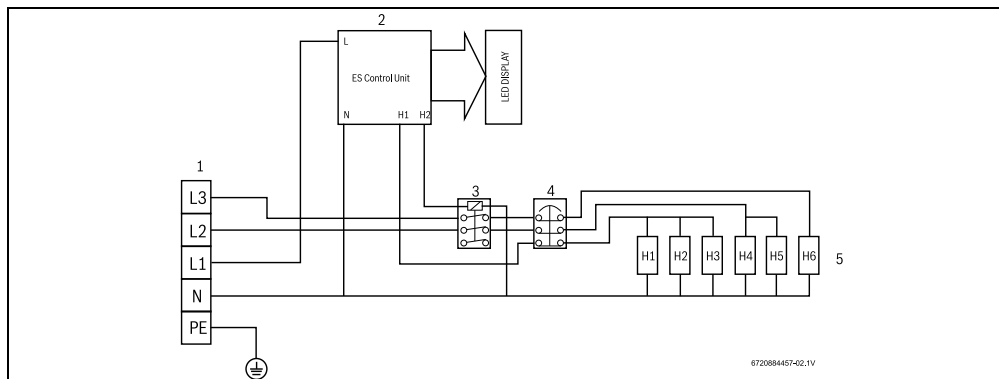 2
L
ES Control Unit
LED DISPLAY
N H1 H2
1
L3
3 4
L2
L1
H1 H2 H3 H4 H5 H6 5
N
PE
6720884457-02.1V